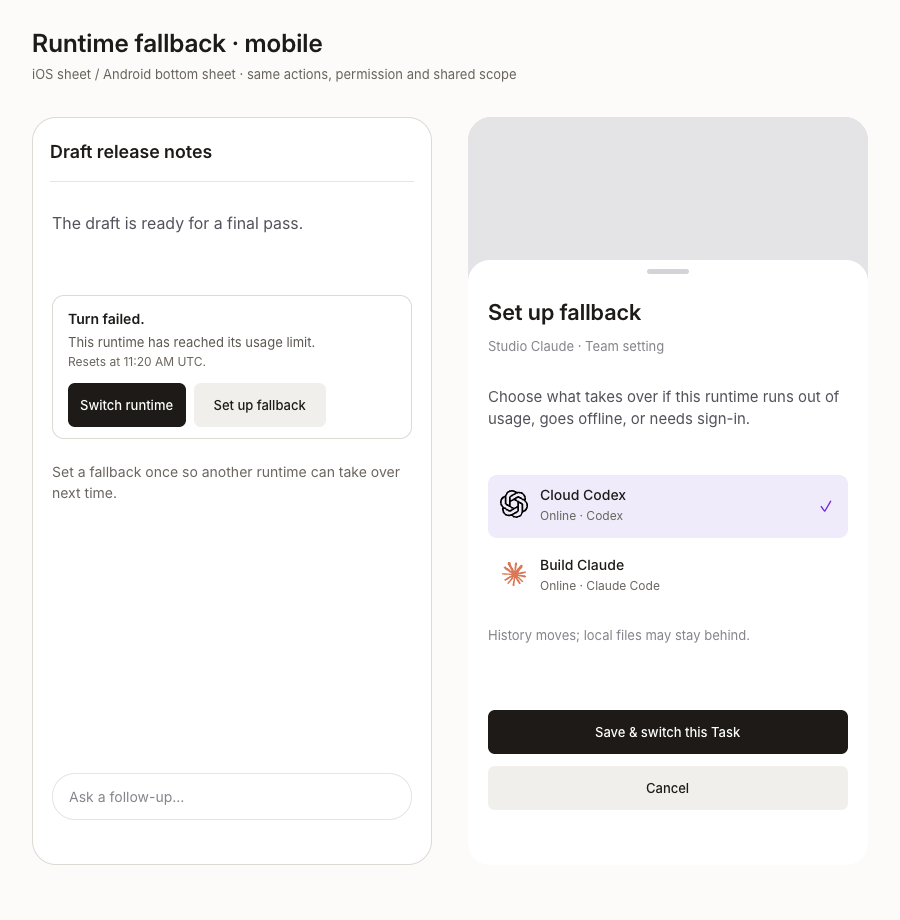 Runtime fallback · mobile
iOS sheet / Android bottom sheet · same actions, permission and shared scope
Draft release notes
The draft is ready for a final pass.
Turn failed.
This runtime has reached its usage limit.
Resets at 11:20 AM UTC.
Switch runtime
Set up fallback
Set a fallback once so another runtime can take over
next time.
Ask a follow-up...
Set up fallback
Studio Claude · Team setting
Choose what takes over if this runtime runs out of
usage, goes offline, or needs sign-in.
Cloud Codex
Online · Codex
Build Claude
Online · Claude Code
History moves; local files may stay behind.
Save & switch this Task
Cancel